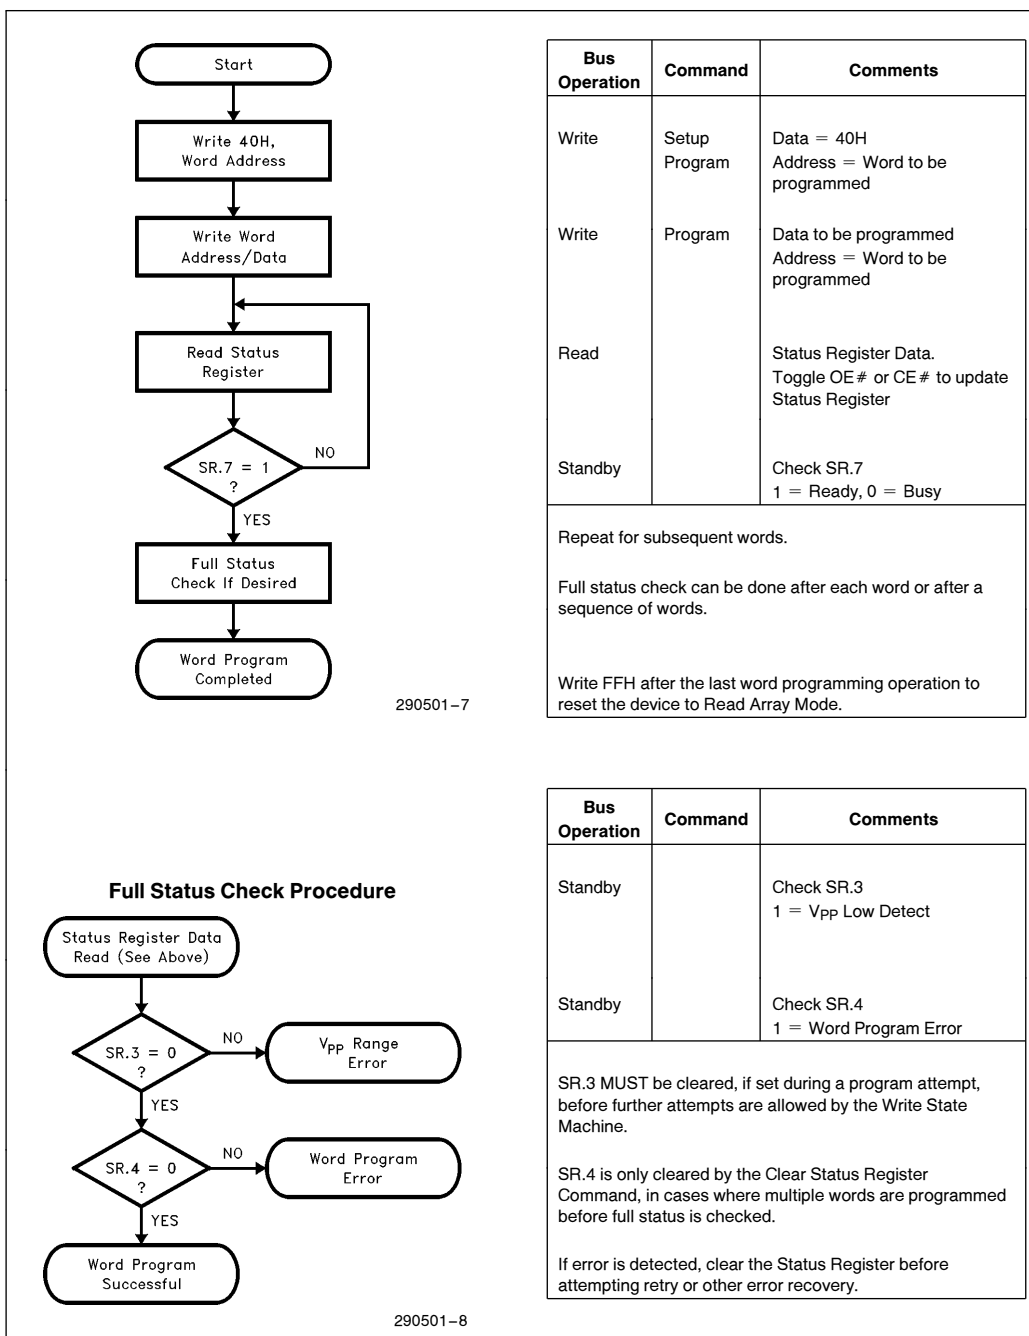 Start
Write 40H,
Word Address
Write Word
Address/Data
Read Status
Register
SR.7 = 1
?
NO
YES
Full Status
Check If Desired
Word Program
Completed
290501–7
Bus
Operation
Command
Comments
Write
Setup
Program
Data = 40H
Address = Word to be
programmed
Write
Program
Data to be programmed
Address = Word to be
programmed
Read
Status Register Data.
Toggle OE# or CE# to update
Status Register
Standby
Check SR.7
1 = Ready, 0 = Busy
Repeat for subsequent words.
Full status check can be done after each word or after a
sequence of words.
Write FFH after the last word programming operation to
reset the device to Read Array Mode.
Full Status Check Procedure
Status Register Data
Read (See Above)
SR.3 = 0
?
NO
VPP Range
Error
YES
SR.4 = 0
?
NO
Word Program
Error
YES
Word Program
Successful
290501–8
Bus
Operation
Command
Comments
Standby
Check SR.3
1 = VPP Low Detect
Standby
Check SR.4
1 = Word Program Error
SR.3 MUST be cleared, if set during a program attempt,
before further attempts are allowed by the Write State
Machine.
SR.4 is only cleared by the Clear Status Register
Command, in cases where multiple words are programmed
before full status is checked.
If error is detected, clear the Status Register before
attempting retry or other error recovery.